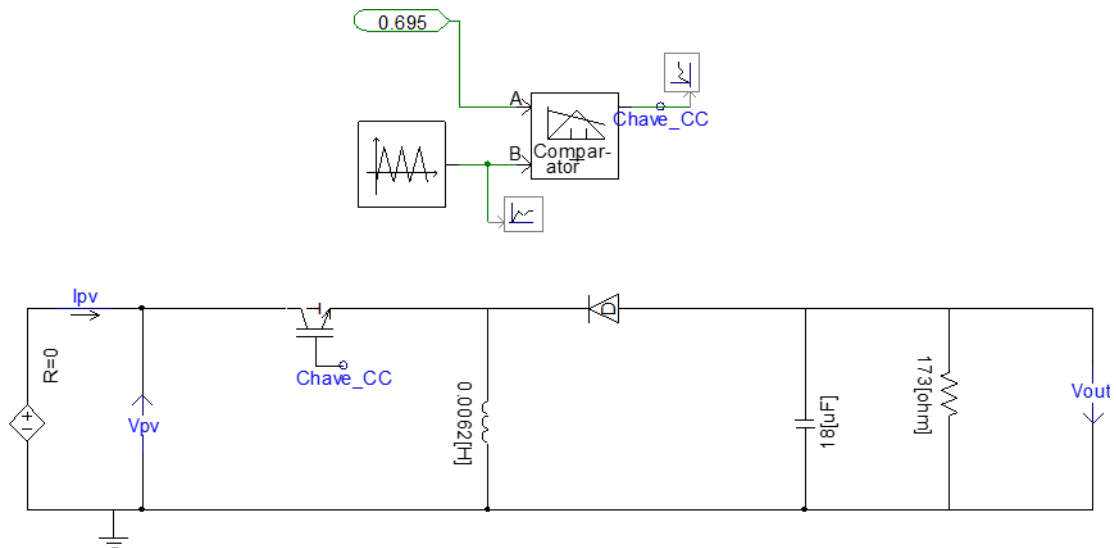 0.695
A
B
Compar-
ator
Chave_CC
Ipv
R=0
Vpv
Chave_CC
0.0062[H]
D
18[uF]
173[ohm]
Vout